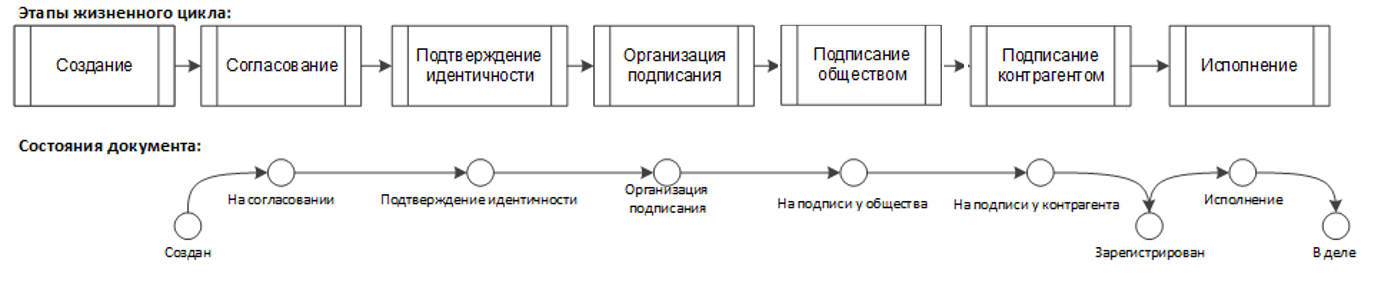 Этапы жизненного цикла:
Создание
Согласование
Подтверждение
идентичности
Организация
подписания
Подписание
обществом
Подписание
контрагентом
Исполнение
Состояния документа:
На согласовании
Подтверждение идентичности
Организация
подписания
На подписи у общества
На подписи у контрагента
Исполнение
Создан
Зарегистрирован
В деле